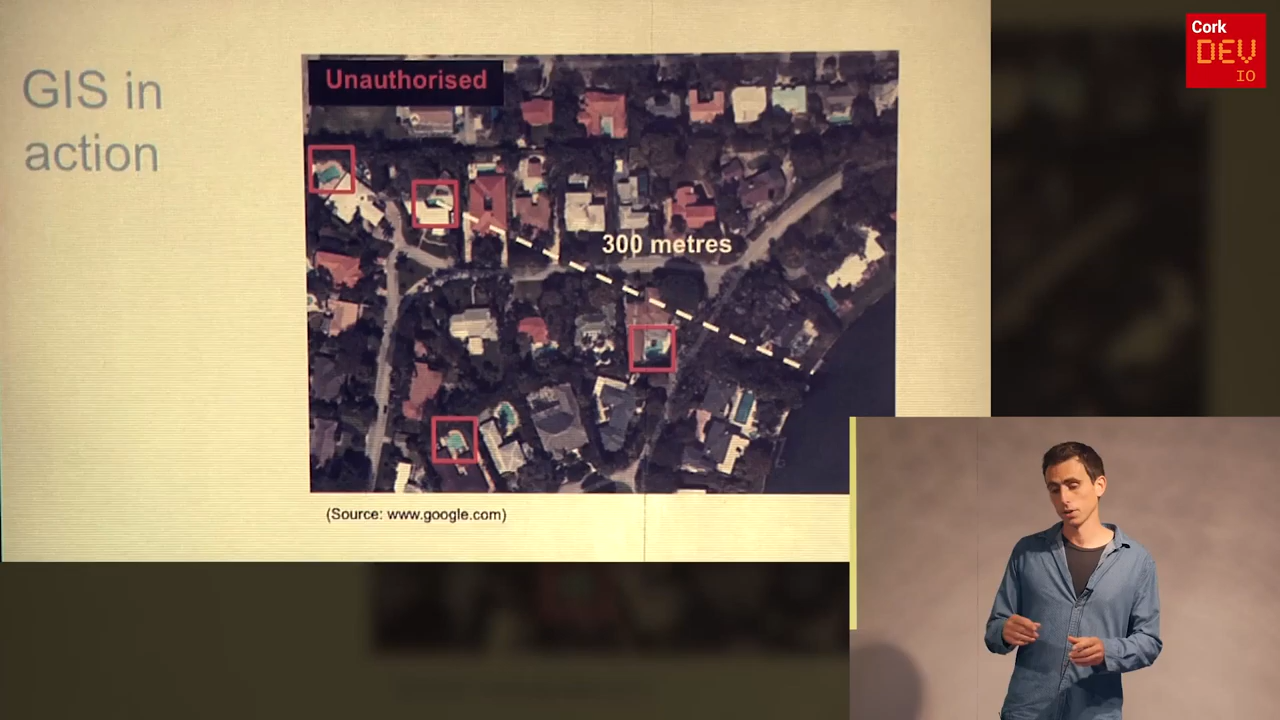 GIS in
action
Unauthorised
300 metres
(Source: www.google.com)
Cork
DEV
IO